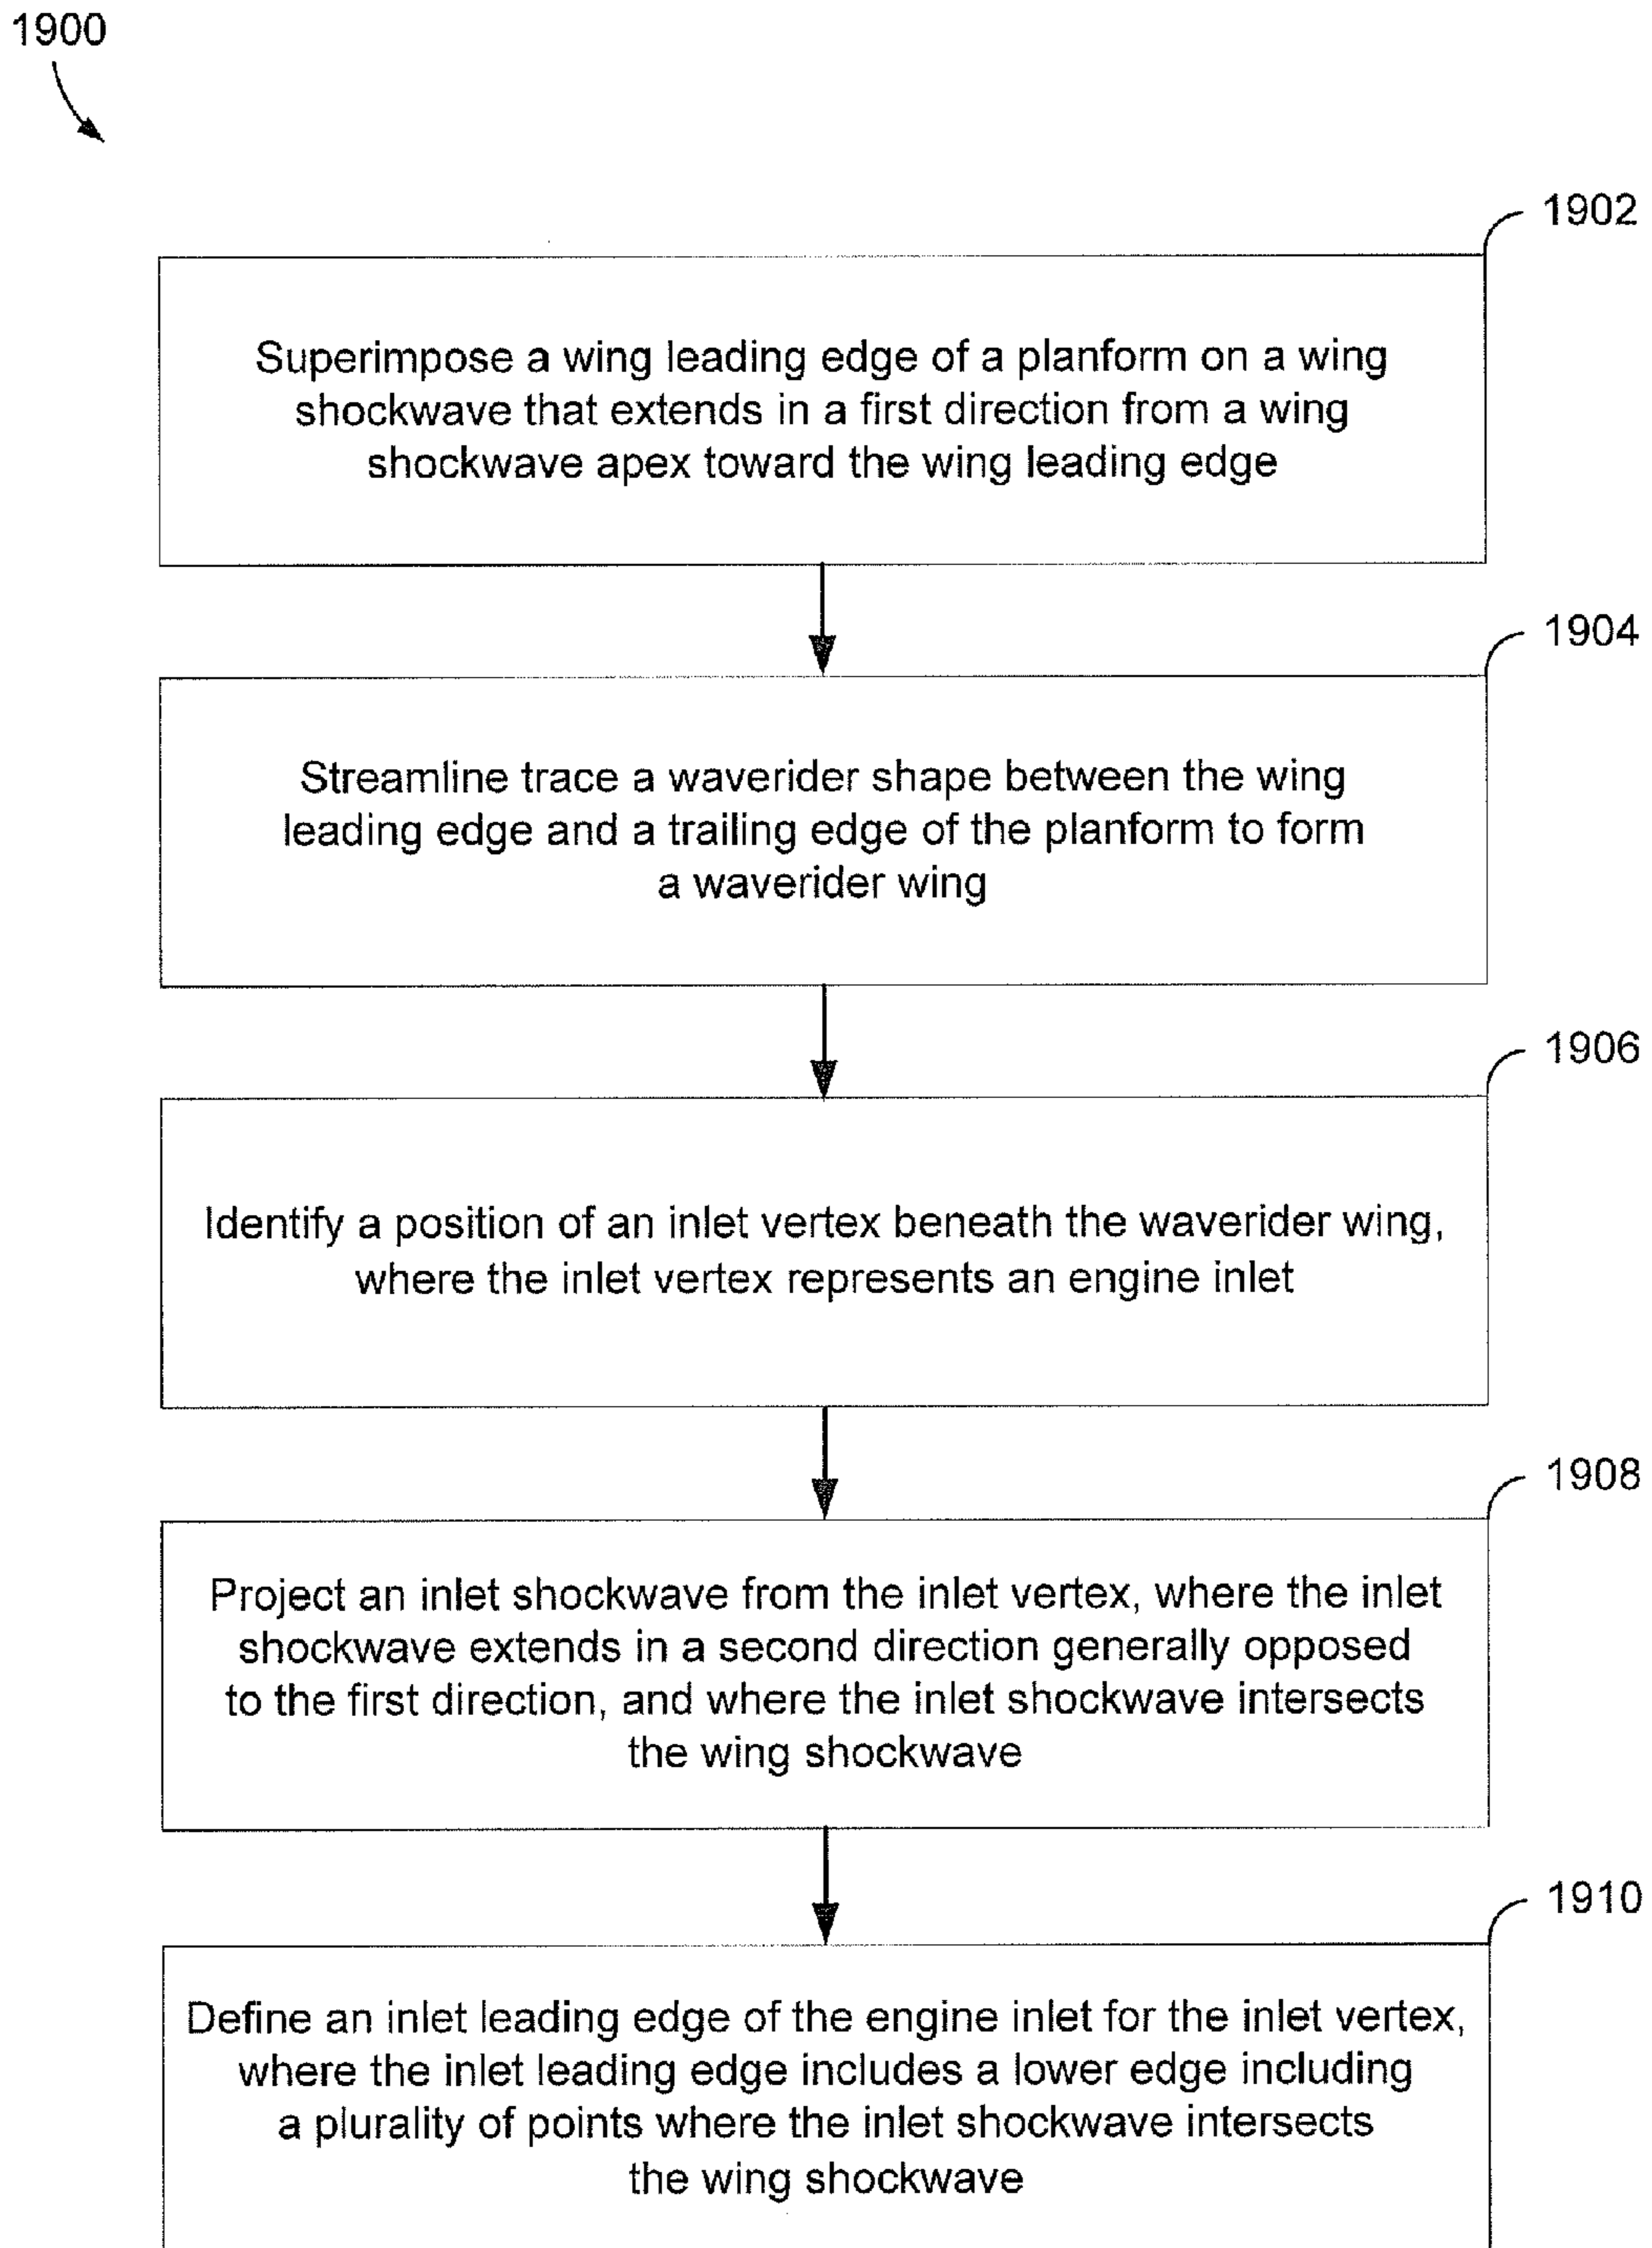 1900
1902
Superimpose a wing leading edge of a planform on a wing
shockwave that extends in a first direction from a wing
shockwave apex toward the wing leading edge
1904
Streamline trace a waverider shape between the wing
leading edge and a trailing edge of the planform to form
a waverider wing
1906
Identify a position of an inlet vertex beneath the waverider wing,
where the inlet vertex represents an engine inlet
1908
Project an inlet shockwave from the inlet vertex, where the inlet
shockwave extends in a second direction generally opposed
to the first direction, and where the inlet shockwave intersects
the wing shockwave
1910
Define an inlet leading edge of the engine inlet for the inlet vertex,
where the inlet leading edge includes a lower edge including
a plurality of points where the inlet shockwave intersects
the wing shockwave